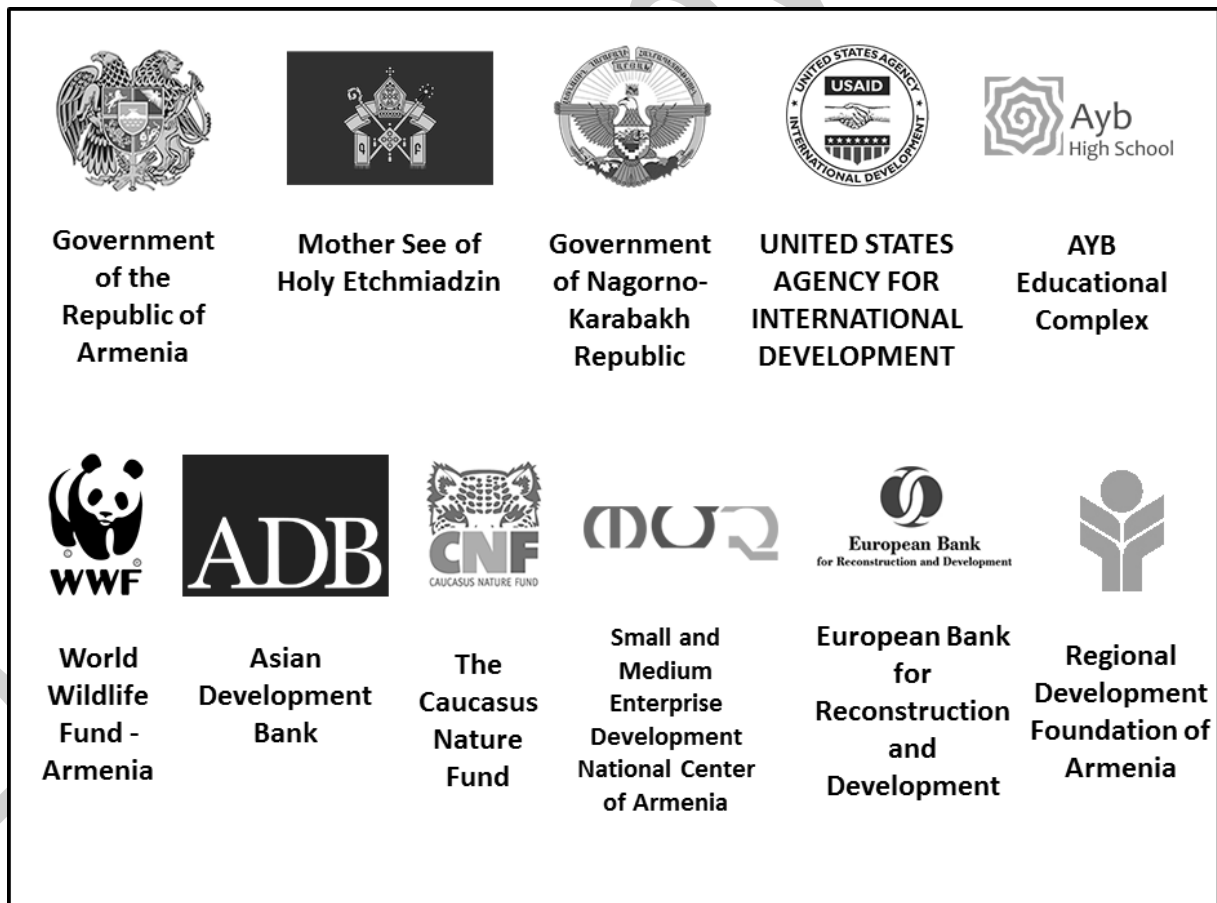 UNITED STATES AGENCY
USAID
INTERNATIONAL DEVELOPMENT
Ayb
High School
Government
of the
Republic of
Armenia
Mother See of
Holy Etchmiadzin
Government
of Nagorno-
Karabakh
Republic
UNITED STATES
AGENCY FOR
INTERNATIONAL
DEVELOPMENT
AYB
Educational
Complex
WWF
ADB
CNF
CAUCASUS NATURE FUND
European Bank
for Reconstruction and Development
World
Wildlife
Fund -
Armenia
Asian
Development
Bank
The
Caucasus
Nature
Fund
Small and
Medium
Enterprise
Development
National Center
of Armenia
European Bank
for
Reconstruction
and
Development
Regional
Development
Foundation of
Armenia